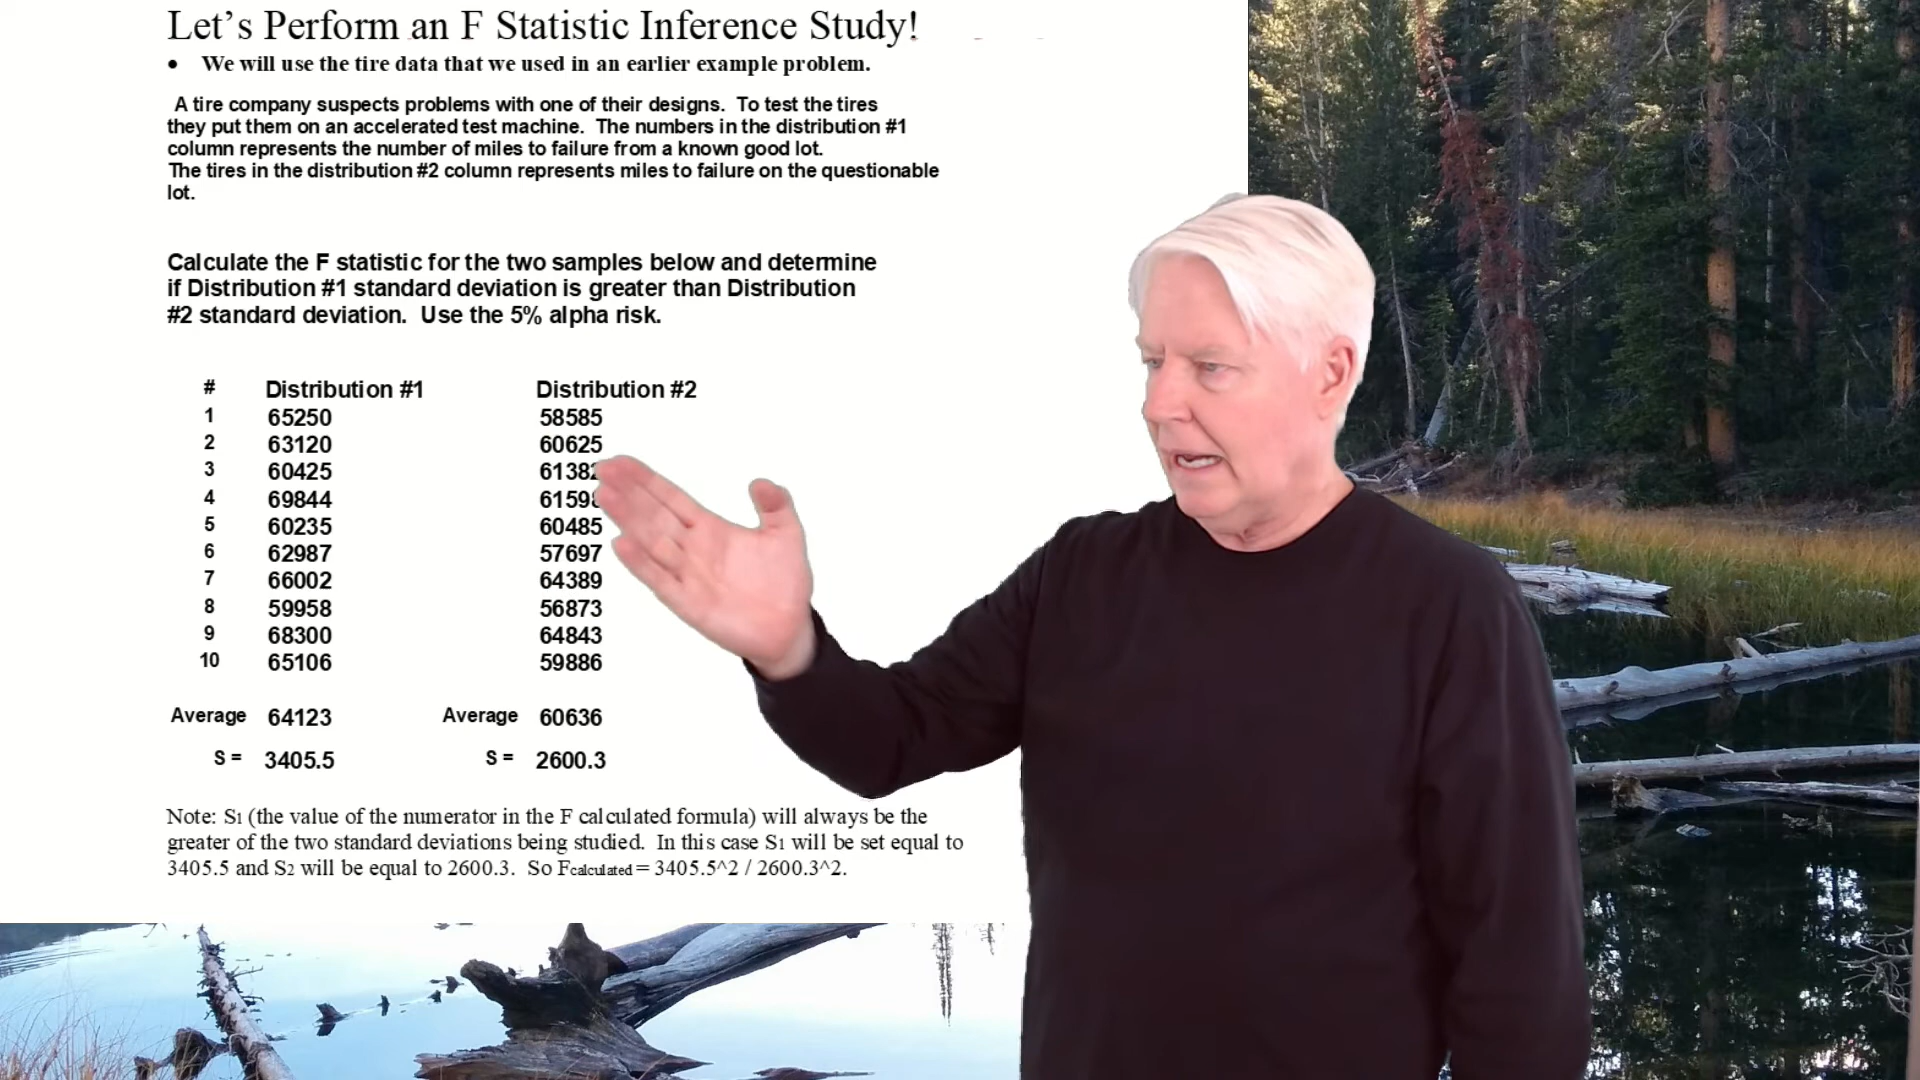 Let's Perform an F Statistic Inference Study!
• We will use the tire data that we used in an earlier example problem.
A tire company suspects problems with one of their designs. To test the tires
they put them on an accelerated test machine. The numbers in the distribution #1
column represents the number of miles to failure from a known good lot.
The tires in the distribution #2 column represents miles to failure on the questionable
lot.
Calculate the F statistic for the two samples below and determine
if Distribution #1 standard deviation is greater than Distribution
#2 standard deviation. Use the 5% alpha risk.
# Distribution #1 Distribution #2
1 65250 58585
2 63120 60625
3 60425 61382
4 69844 61598
5 60235 60485
6 62987 57697
7 66002 64389
8 59958 56873
9 68300 64843
10 65106 59886
Average 64123 Average 60636
S = 3405.5 S = 2600.3
Note: S1 (the value of the numerator in the F calculated formula) will always be the
greater of the two standard deviations being studied. In this case S1 will be set equal to
3405.5 and S2 will be equal to 2600.3. So Fcalculated = 3405.5^2 / 2600.3^2.